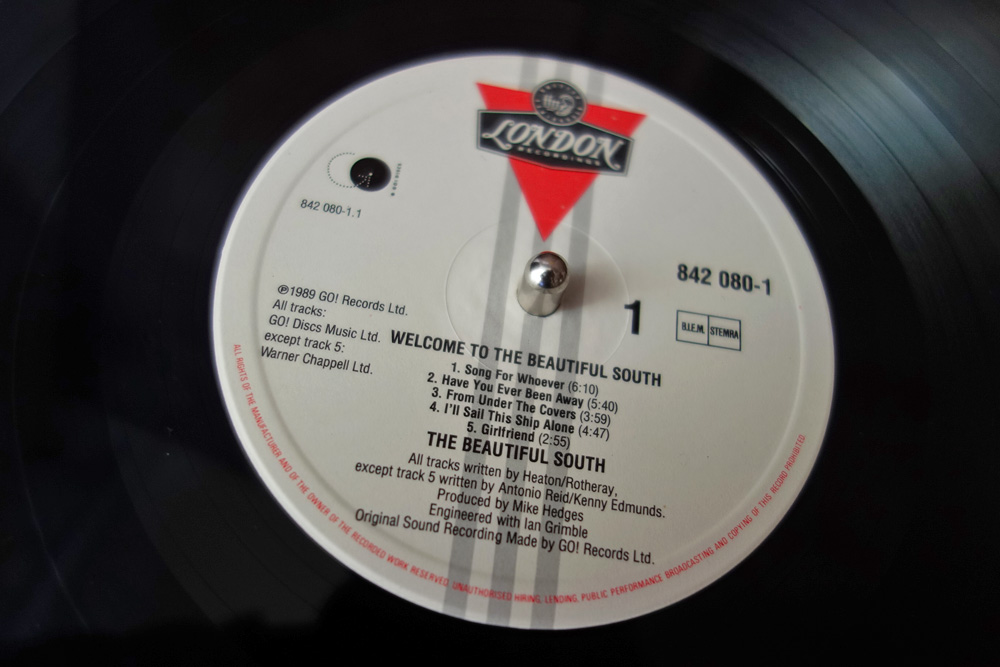 LONDON
RECORDINGS
842 080-1.1
842 080-1
1
B.I.E.M. STEMRA
℗1989 GO! Records Ltd.
All tracks:
GO! Discs Music Ltd.
except track 5:
Warner Chappell Ltd.
WELCOME TO THE BEAUTIFUL SOUTH
1. Song For Whoever (6:10)
2. Have You Ever Been Away (5:40)
3. From Under The Covers (3:59)
4. I'll Sail This Ship Alone (4:47)
5. Girlfriend (2:55)
THE BEAUTIFUL SOUTH
All tracks written by Heaton/Rotheray,
except track 5 written by Antonio Reid/Kenny Edmunds.
Produced by Mike Hedges
Engineered with Ian Grimble
Original Sound Recording Made by GO! Records Ltd.
ALL RIGHTS OF THE MANUFACTURER AND OF THE OWNER OF THE RECORDED WORK RESERVED. UNAUTHORISED HIRING, LENDING, PUBLIC PERFORMANCE BROADCASTING AND COPYING OF THIS RECORD PROHIBITED